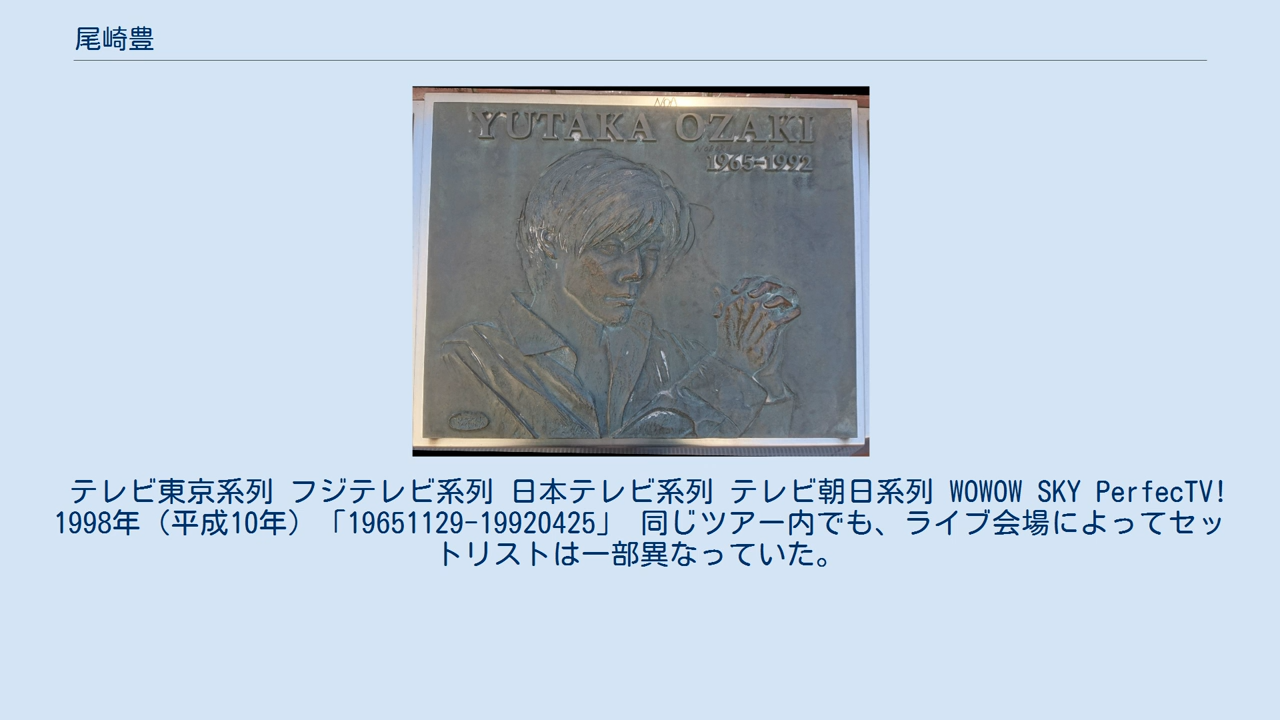 尾崎豊
YUTAKA OZAKI
1965-1992
テレビ東京系列 フジテレビ系列 日本テレビ系列 テレビ朝日系列 WOWOW SKY PerfecTV!
1998年（平成10年）「19651129-19920425」 同じツアー内でも、ライブ会場によってセッ
トリストは一部異なっていた。